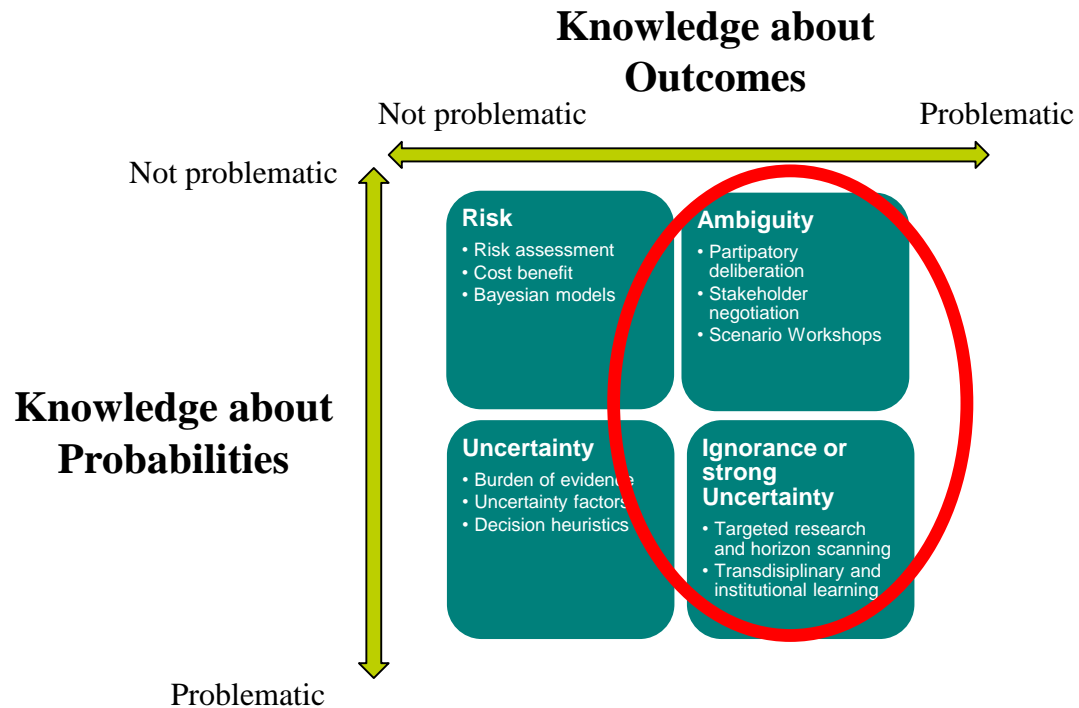 Knowledge about
Outcomes
Not problematic
Problematic
Not problematic
Knowledge about
Probabilities
Problematic
Risk
• Risk assessment
• Cost benefit
• Bayesian models
Ambiguity
• Partipatory
deliberation
• Stakeholder
negotiation
• Scenario Workshops
Uncertainty
• Burden of evidence
• Uncertainty factors
• Decision heuristics
Ignorance or
strong
Uncertainty
• Targeted research
and horizon scanning
• Transdisiplinary and
institutional learning